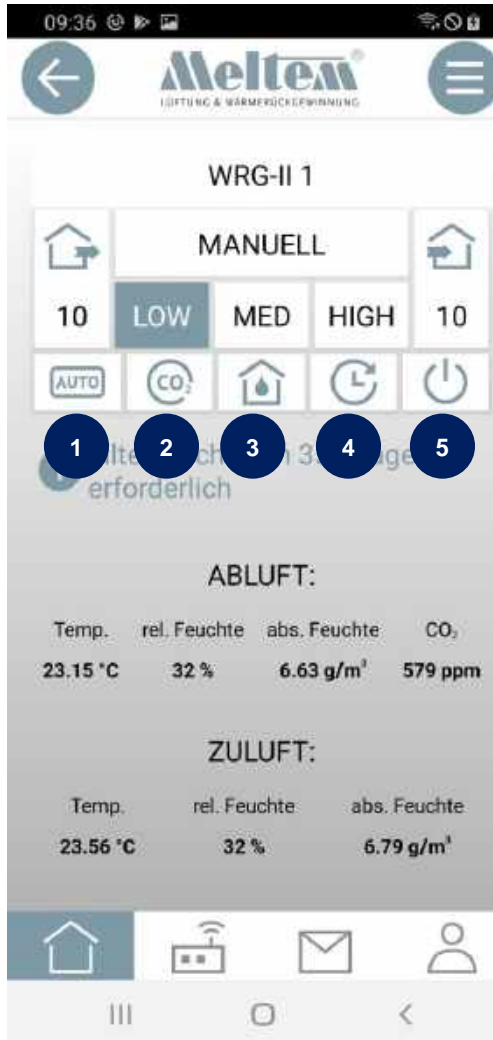 09:36
Meltem
LÜFTUNG & WÄRMERÜCKGEWINNUNG
WRG-II 1
MANUELL
10 LOW MED HIGH 10
AUTO CO₂
1 2 3 4 5
erforderlich
ABLUFT:
Temp. rel. Feuchte abs. Feuchte CO₂
23.15 °C 32 % 6.63 g/m³ 579 ppm
ZULUFT:
Temp. rel. Feuchte abs. Feuchte
23.56 °C 32 % 6.79 g/m³